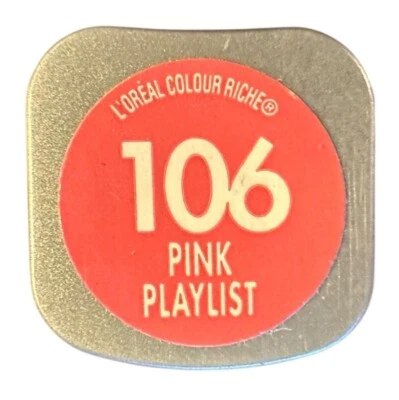 L'ORÉAL COLOUR RICHE®
106
PINK
PLAYLIST